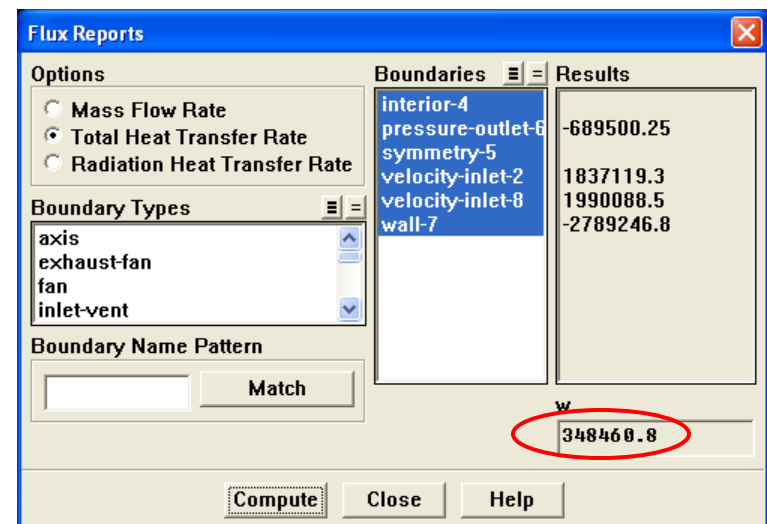 Flux Reports
Options
Mass Flow Rate
Total Heat Transfer Rate
Radiation Heat Transfer Rate
Boundary Types
axis
exhaust-fan
fan
inlet-vent
Boundary Name Pattern
Match
Boundaries
interior-4
pressure-outlet-6
symmetry-5
velocity-inlet-2
velocity-inlet-8
wall-7
Results
-689500.25
1837119.3
1990088.5
-2789246.8
w
348460.8
Compute
Close
Help